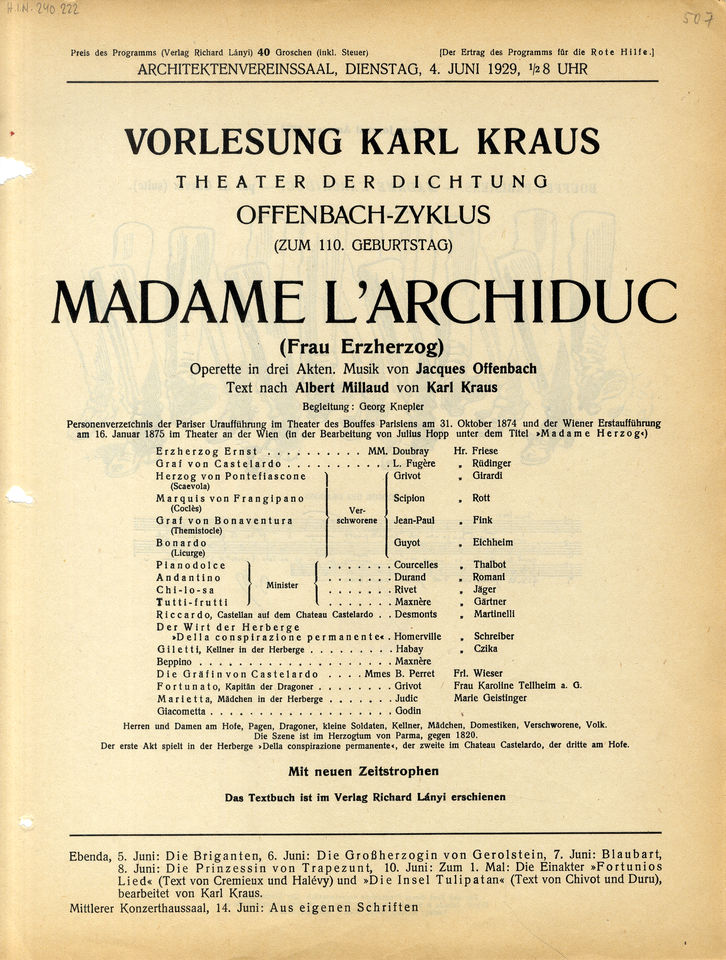 H.I.N. 240 222
507
Preis des Programms (Verlag Richard Lányi) 40 Groschen (inkl. Steuer) [Der Ertrag des Programms für die Rote Hilfe.]
ARCHITEKTENVEREINSSAAL, DIENSTAG, 4. JUNI 1929, ½8 UHR
VORLESUNG KARL KRAUS
THEATER DER DICHTUNG
OFFENBACH-ZYKLUS
(ZUM 110. GEBURTSTAG)
MADAME L'ARCHIDUC
(Frau Erzherzog)
Operette in drei Akten. Musik von Jacques Offenbach
Text nach Albert Millaud von Karl Kraus
Begleitung: Georg Knepler
Personenverzeichnis der Pariser Uraufführung im Theater des Bouffes Parisiens am 31. Oktober 1874 und der Wiener Erstaufführung
am 16. Januar 1875 im Theater an der Wien (in der Bearbeitung von Julius Hopp unter dem Titel »Madame Herzog«)
Erzherzog Ernst . . . . . . . . . . MM. Doubray Hr. Friese
Graf von Castelardo . . . . . . . . . . . L. Fugère „ Rüdinger
Herzog von Pontefiascone Grivot „ Girardi
(Scaevola)
Marquis von Frangipano Scipion „ Rott
(Coclès)
Ver-
schworene
Graf von Bonaventura Jean-Paul „ Fink
(Themistocle)
Bonardo Guyot „ Eichheim
(Licurge)
Pianodolce . . . . . . . Courcelles „ Thalbot
Andantino . . . . . . . Durand „ Romani
Minister
Chi-lo-sa . . . . . . . Rivet „ Jäger
Tutti-frutti . . . . . . . Maxnère „ Gärtner
Riccardo, Castellan auf dem Chateau Castelardo . . Desmonts „ Martinelli
Der Wirt der Herberge
»Della conspirazione permanente« . Homerville „ Schreiber
Giletti, Kellner in der Herberge . . . . . . . . . Habay „ Czika
Beppino . . . . . . . . . . . . . . . . . . Maxnère
Die Gräfin von Castelardo . . . . Mmes B. Perret Frl. Wieser
Fortunato, Kapitän der Dragoner . . . . . . . . Grivot Frau Karoline Tellheim a. G.
Marietta, Mädchen in der Herberge . . . . . . . Judic Marie Geistinger
Giacometta . . . . . . . . . . . . . . . . . Godin
Herren und Damen am Hofe, Pagen, Dragoner, kleine Soldaten, Kellner, Mädchen, Domestiken, Verschworene, Volk.
Die Szene ist im Herzogtum von Parma, gegen 1820.
Der erste Akt spielt in der Herberge »Della conspirazione permanente«, der zweite im Chateau Castelardo, der dritte am Hofe.
Mit neuen Zeitstrophen
Das Textbuch ist im Verlag Richard Lányi erschienen
Ebenda, 5. Juni: Die Briganten, 6. Juni: Die Großherzogin von Gerolstein, 7. Juni: Blaubart,
8. Juni: Die Prinzessin von Trapezunt, 10. Juni: Zum 1. Mal: Die Einakter »Fortunios
Lied« (Text von Cremieux und Halévy) und »Die Insel Tulipatan« (Text von Chivot und Duru),
bearbeitet von Karl Kraus.
Mittlerer Konzerthaussaal, 14. Juni: Aus eigenen Schriften